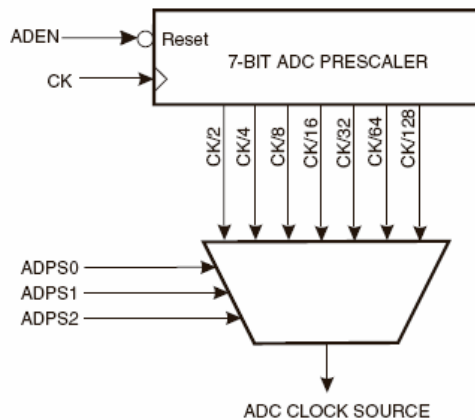 ADEN
Reset
7-BIT ADC PRESCALER
CK
CK/2
CK/4
CK/8
CK/16
CK/32
CK/64
CK/128
ADPS0
ADPS1
ADPS2
ADC CLOCK SOURCE